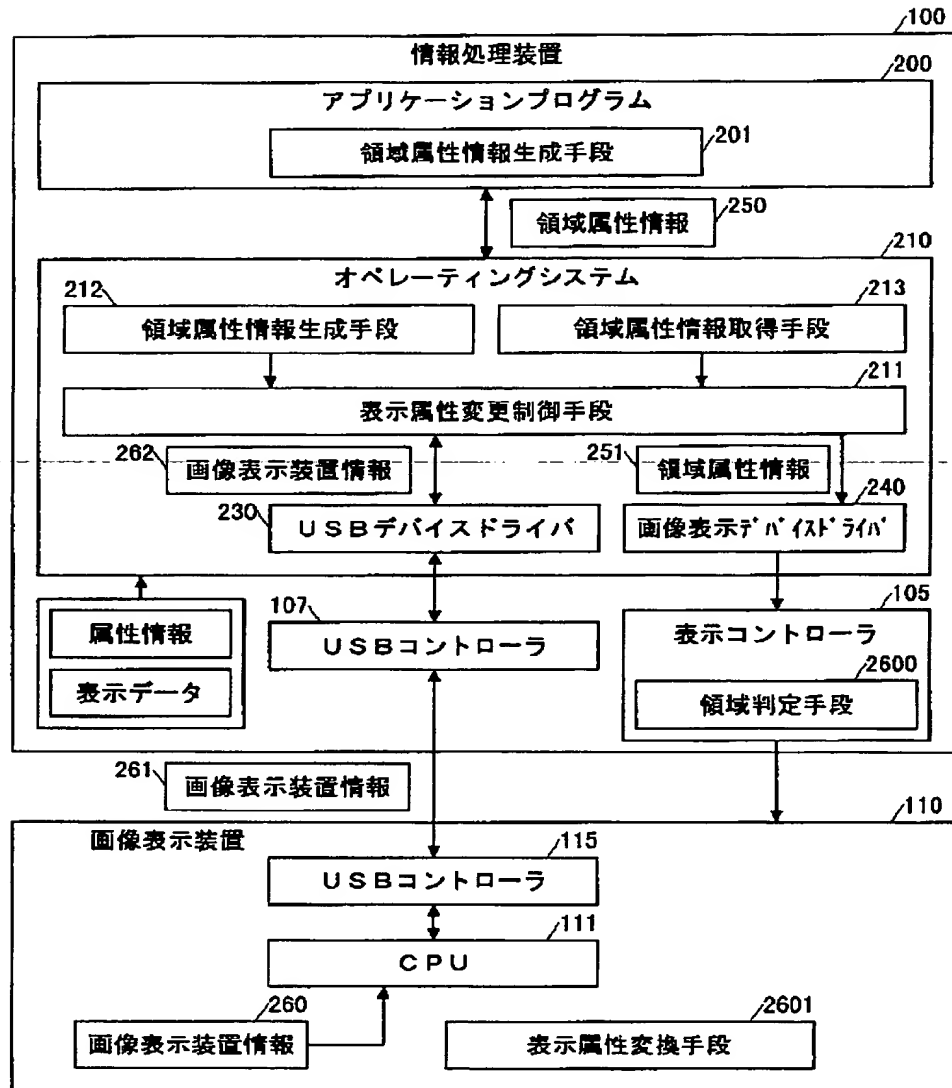 100
情報処理装置
200
アプリケーションプログラム
201
領域属性情報生成手段
領域属性情報
250
210
オペレーティングシステム
212
213
領域属性情報生成手段
領域属性情報取得手段
211
表示属性変更制御手段
262
画像表示装置情報
251
領域属性情報
240
230
USBデバイスドライバ
画像表示ﾃﾞﾊﾞｲｽﾄﾞﾗｲﾊﾞ
属性情報
表示データ
107
USBコントローラ
105
表示コントローラ
2600
領域判定手段
261
画像表示装置情報
110
画像表示装置
115
USBコントローラ
111
CPU
260
画像表示装置情報
2601
表示属性変換手段